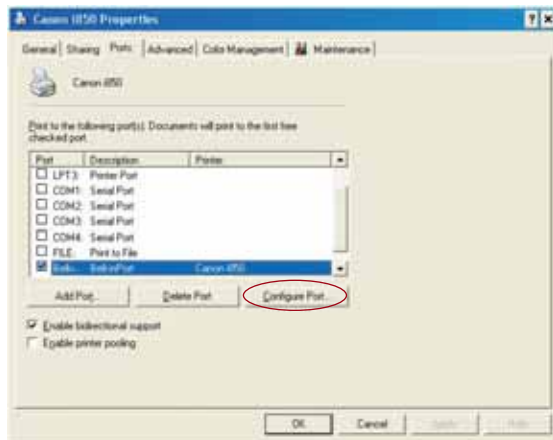 Canon i850 Properties
General Sharing Ports Advanced Color Management Maintenance
Canon i850
Print to the following port(s). Documents will print to the first free
checked port.
Port Description Printer
LPT3: Printer Port
COM1: Serial Port
COM2: Serial Port
COM3: Serial Port
COM4: Serial Port
FILE: Print to File
Belki... BelkinPort Canon i850
Add Port... Delete Port Configure Port...
Enable bidirectional support
Enable printer pooling
OK Cancel Apply Help